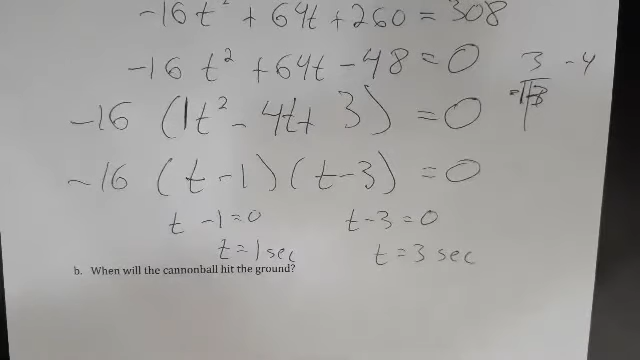 -16t² + 64t + 260 = 308
-16t² + 64t - 48 = 0
3 -4
-16 (1t² - 4t + 3) = 0
-16 (t - 1)(t - 3) = 0
t - 1 = 0 t - 3 = 0
t = 1 sec t = 3 sec
b. When will the cannonball hit the ground?